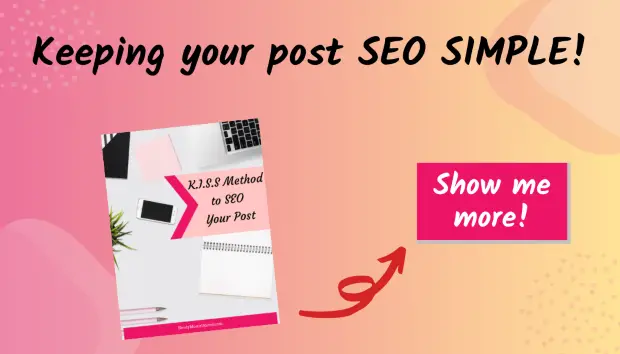 Keeping your post SEO SIMPLE!
K.I.S.S Method
to SEO
Your Post
Show me
more!